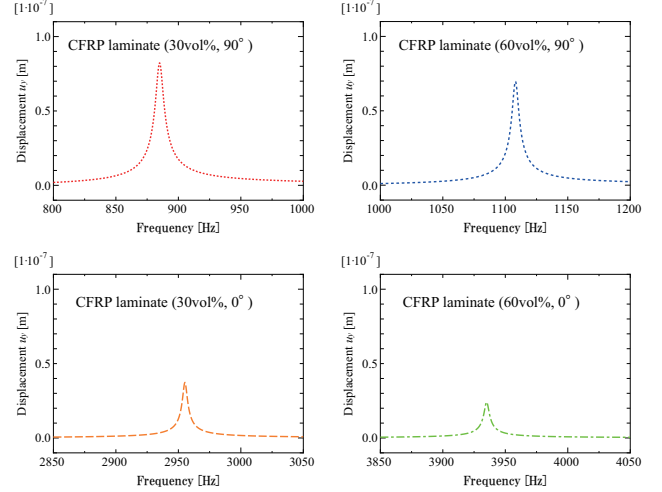 [1·10⁻⁷]
CFRP laminate (30vol%, 90°)
Displacement uy [m]
1.0
0.5
0.0
800 850 900 950 1000
Frequency [Hz]
[1·10⁻⁷]
CFRP laminate (60vol%, 90°)
Displacement uy [m]
1.0
0.5
0.0
1000 1050 1100 1150 1200
Frequency [Hz]
[1·10⁻⁷]
CFRP laminate (30vol%, 0°)
Displacement uy [m]
1.0
0.5
0.0
2850 2900 2950 3000 3050
Frequency [Hz]
[1·10⁻⁷]
CFRP laminate (60vol%, 0°)
Displacement uy [m]
1.0
0.5
0.0
3850 3900 3950 4000 4050
Frequency [Hz]